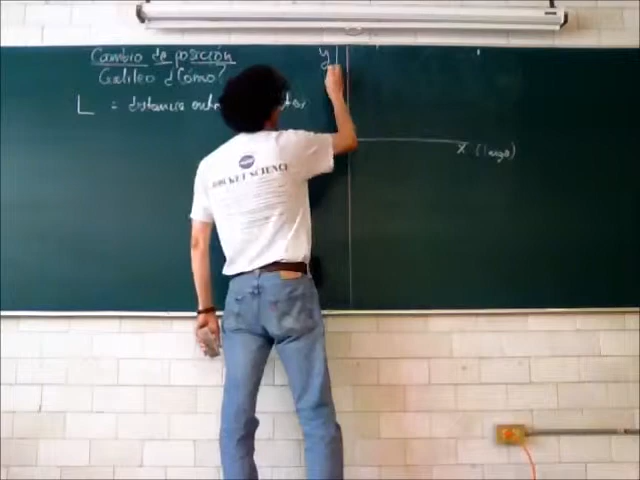 Cambio de posición
Galileo ¿Cómo?
L = distancia entre
y
x (largo)
ROCKET SCIENCE